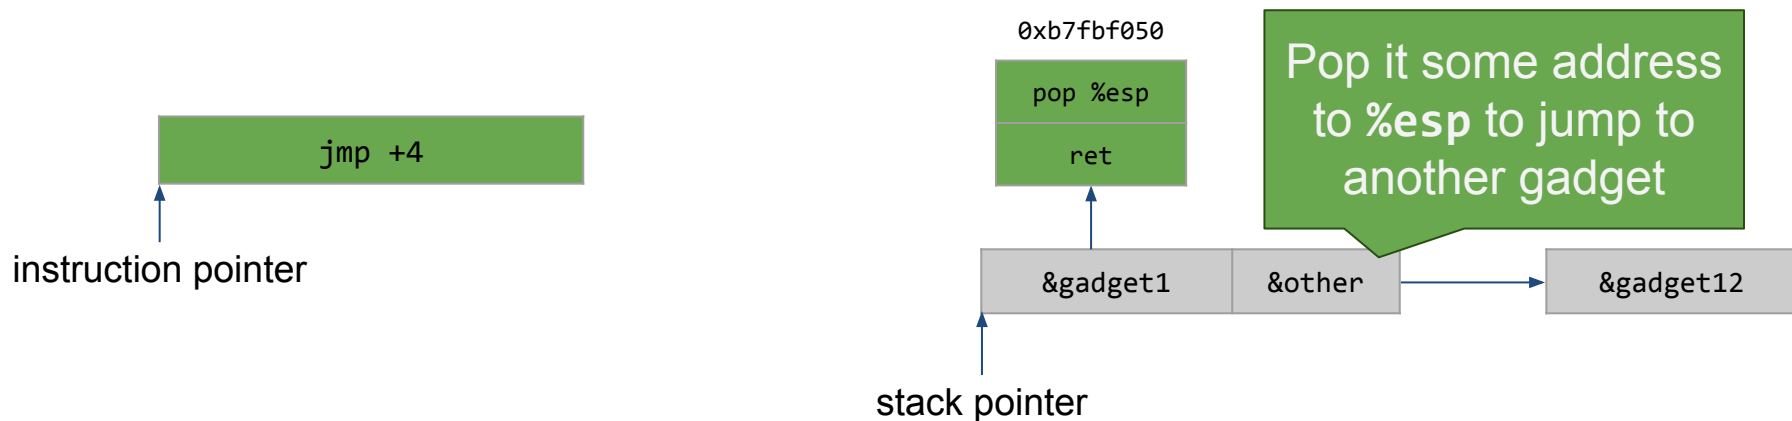 0xb7fbf050
pop %esp
ret
Pop it some address
to %esp to jump to
another gadget
jmp +4
instruction pointer
&gadget1
&other
&gadget12
stack pointer